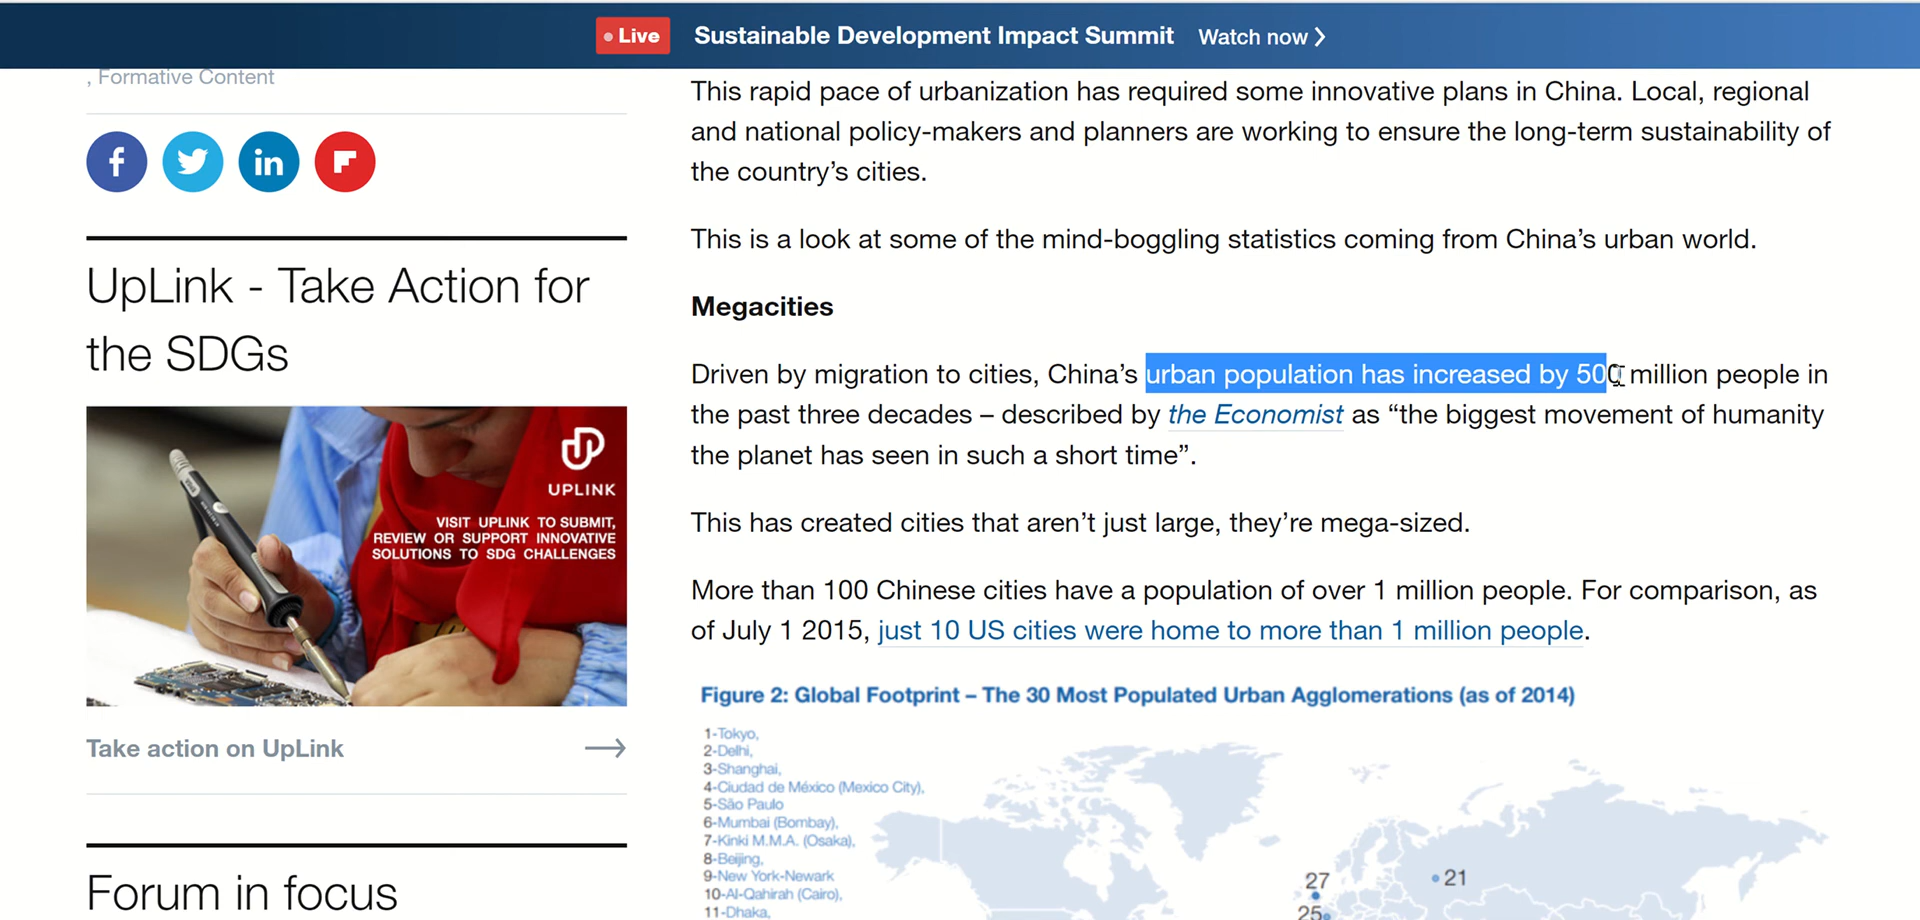 Live Sustainable Development Impact Summit Watch now
, Formative Content
UpLink - Take Action for
the SDGs
UPLINK
VISIT UPLINK TO SUBMIT,
REVIEW OR SUPPORT INNOVATIVE
SOLUTIONS TO SDG CHALLENGES
Take action on UpLink
Forum in focus
This rapid pace of urbanization has required some innovative plans in China. Local, regional
and national policy-makers and planners are working to ensure the long-term sustainability of
the country’s cities.
This is a look at some of the mind-boggling statistics coming from China’s urban world.
Megacities
Driven by migration to cities, China’s urban population has increased by 500 million people in
the past three decades – described by the Economist as “the biggest movement of humanity
the planet has seen in such a short time”.
This has created cities that aren’t just large, they’re mega-sized.
More than 100 Chinese cities have a population of over 1 million people. For comparison, as
of July 1 2015, just 10 US cities were home to more than 1 million people.
Figure 2: Global Footprint – The 30 Most Populated Urban Agglomerations (as of 2014)
1-Tokyo,
2-Delhi,
3-Shanghai,
4-Ciudad de México (Mexico City),
5-São Paulo
6-Mumbai (Bombay),
7-Kinki M.M.A. (Osaka),
8-Beijing,
9-New York-Newark
10-Al-Qahirah (Cairo),
11-Dhaka,
27
21
25